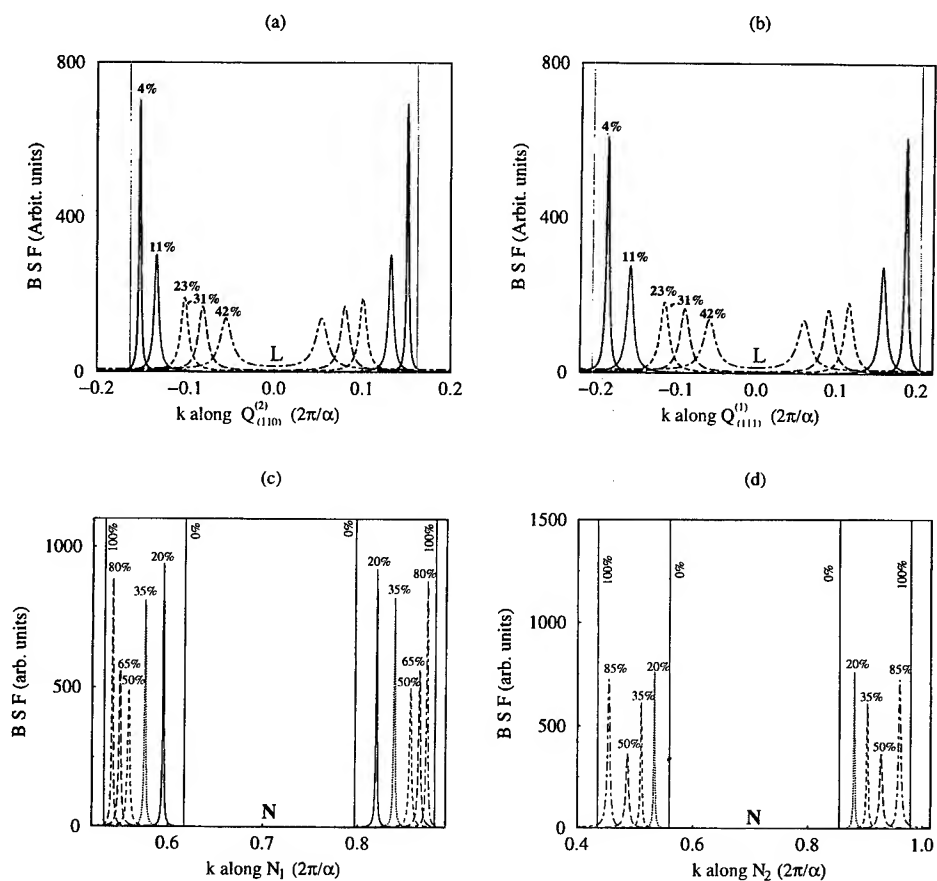 (a)
800
400
0
B S F (Arbit. units)
4%
11%
23%
31%
42%
L
−0.2 −0.1 0.0 0.1 0.2
k along Q(110)(2) (2π/α)
(b)
800
400
0
B S F (Arbit. units)
4%
11%
23%
31%
42%
L
−0.2 −0.1 0.0 0.1 0.2
k along Q(111)(1) (2π/α)
(c)
1000
500
0
B S F (arb. units)
100%
80%
65%
50%
35%
20%
0%
0%
20%
35%
50%
65%
80%
100%
N
0.6 0.7 0.8
k along N1 (2π/α)
(d)
1500
1000
500
0
B S F (arb. units)
100%
85%
50%
35%
20%
0%
0%
20%
35%
50%
85%
100%
N
0.4 0.6 0.8 1.0
k along N2 (2π/α)